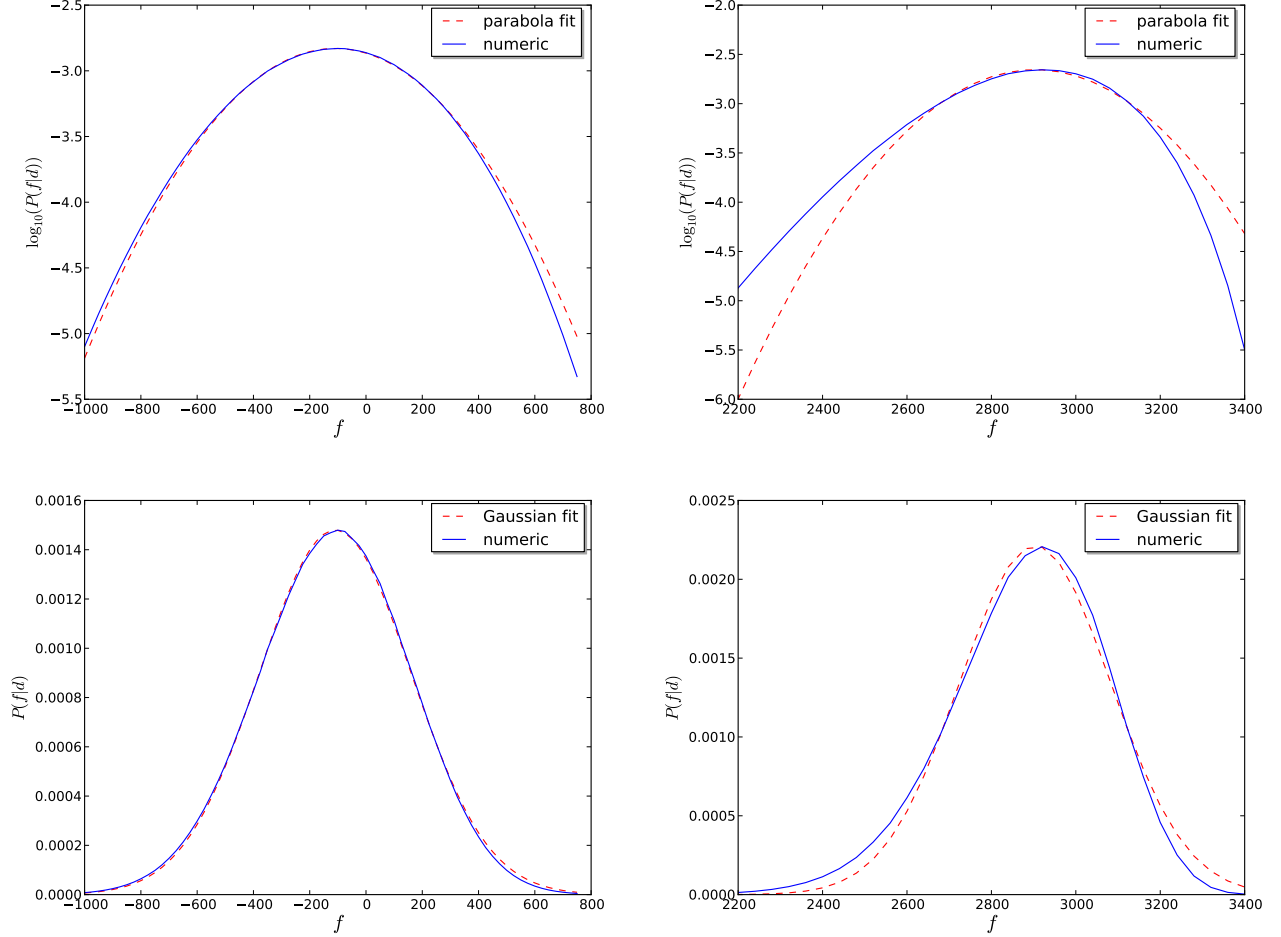 −2.5
−3.0
−3.5
−4.0
−4.5
−5.0
−5.5
−1000 −800 −600 −400 −200 0 200 400 600 800
f
log10(P(f|d))
parabola fit
numeric
−2.0
−2.5
−3.0
−3.5
−4.0
−4.5
−5.0
−5.5
−6.0
2200 2400 2600 2800 3000 3200 3400
f
log10(P(f|d))
parabola fit
numeric
0.0016
0.0014
0.0012
0.0010
0.0008
0.0006
0.0004
0.0002
0.0000
−1000 −800 −600 −400 −200 0 200 400 600 800
f
P(f|d)
Gaussian fit
numeric
0.0025
0.0020
0.0015
0.0010
0.0005
0.0000
2200 2400 2600 2800 3000 3200 3400
f
P(f|d)
Gaussian fit
numeric